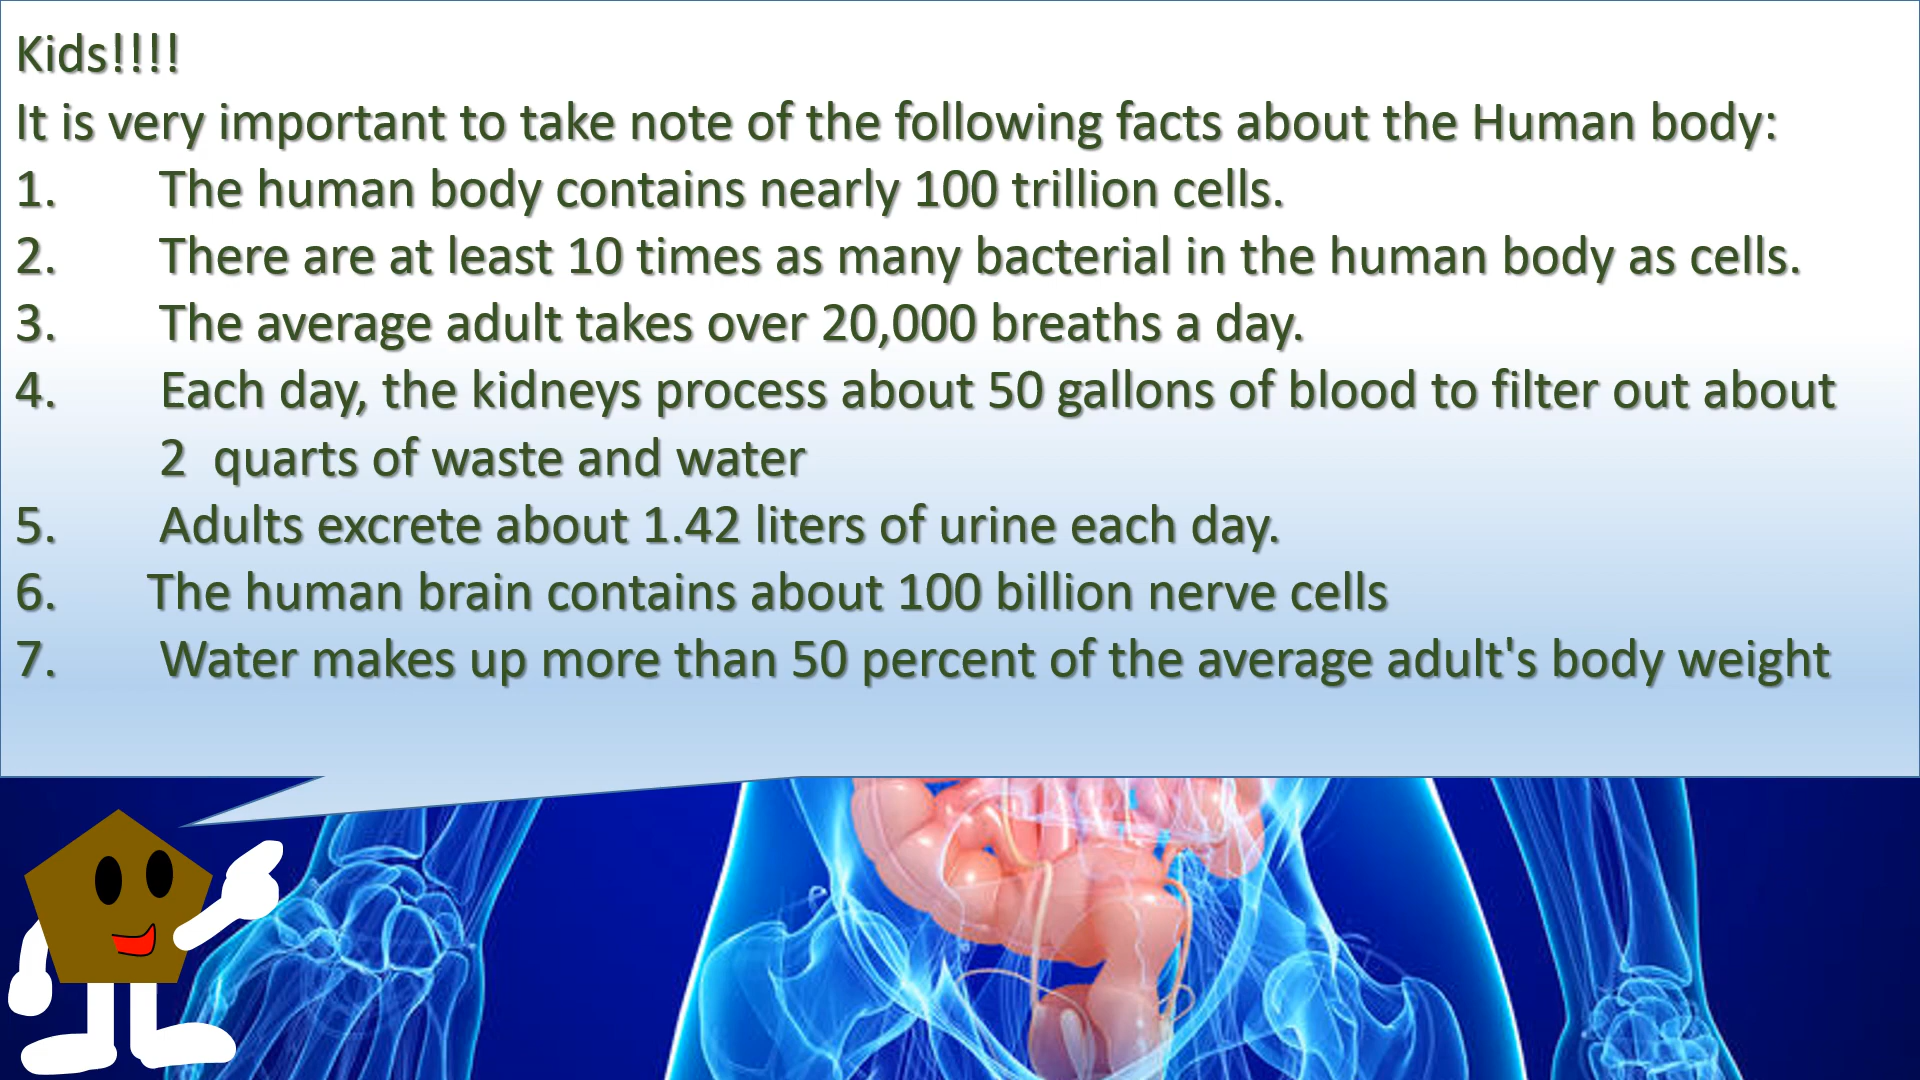 Kids!!!!
It is very important to take note of the following facts about the Human body:
1. The human body contains nearly 100 trillion cells.
2. There are at least 10 times as many bacterial in the human body as cells.
3. The average adult takes over 20,000 breaths a day.
4. Each day, the kidneys process about 50 gallons of blood to filter out about
2 quarts of waste and water
5. Adults excrete about 1.42 liters of urine each day.
6. The human brain contains about 100 billion nerve cells
7. Water makes up more than 50 percent of the average adult's body weight